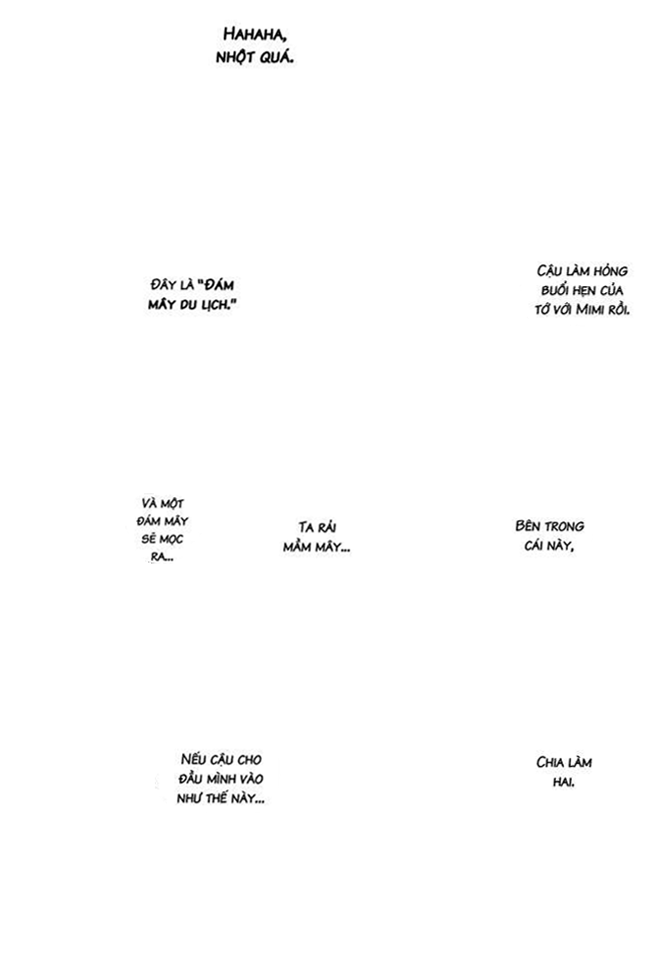 HAHAHA,
NHỘT QUÁ.
CẬU LÀM HỎNG
BUỔI HẸN CỦA
TỚ VỚI MIMI RỒI.
ĐÂY LÀ "ĐÁM
MÂY DU LỊCH."
BÊN TRONG
CÁI NÀY,
TA RẢI
MẦM MÂY...
VÀ MỘT
ĐÁM MÂY
SẼ MỌC
RA...
CHIA LÀM
HAI.
NẾU CẬU CHO
ĐẦU MÌNH VÀO
NHƯ THẾ NÀY...